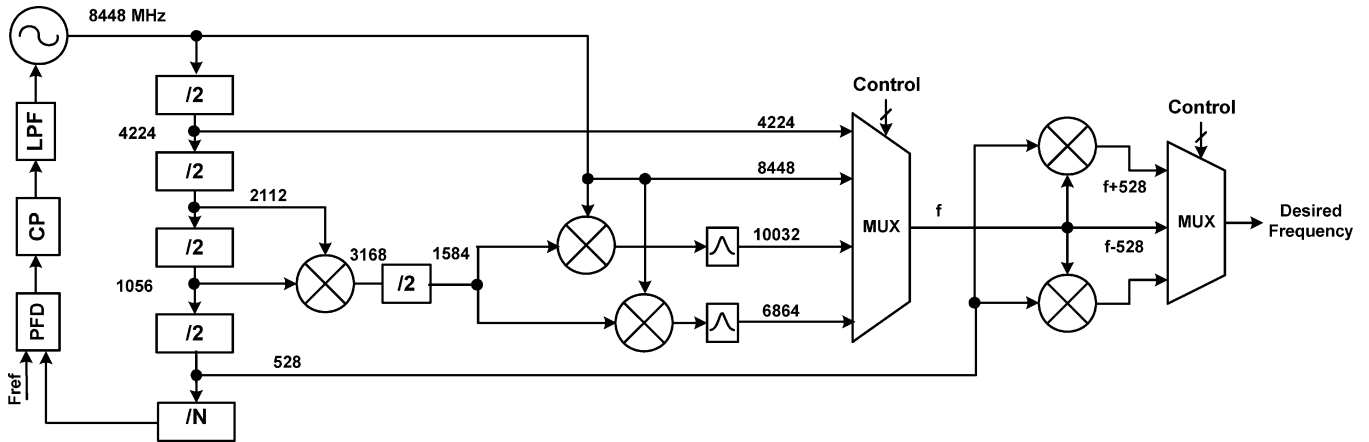 8448 MHz
/2
4224
/2
2112
/2
1056
/2
528
/N
LPF
CP
PFD
Fref
3168
/2
1584
4224
8448
10032
6864
Control
MUX
f
f+528
f-528
Control
MUX
Desired
Frequency